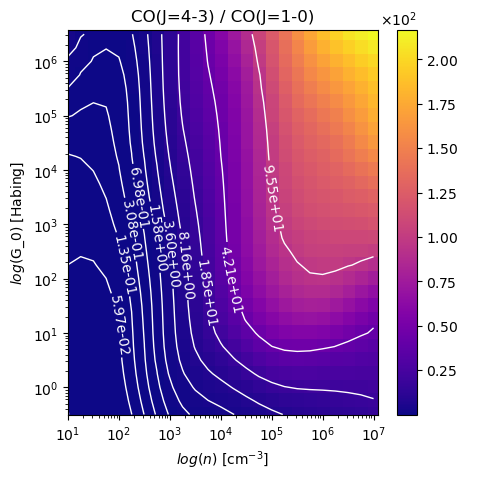 CO(J=4-3) / CO(J=1-0)
×10²
10⁶
10⁵
10⁴
10³
10²
10¹
10⁰
log(G_0) [Habing]
10¹ 10² 10³ 10⁴ 10⁵ 10⁶ 10⁷
log(n) [cm⁻³]
5.97e-02
1.35e-01
3.08e-01
6.98e-01
1.58e+00
3.60e+00
8.16e+00
1.85e+01
4.21e+01
9.55e+01
2.00
1.75
1.50
1.25
1.00
0.75
0.50
0.25